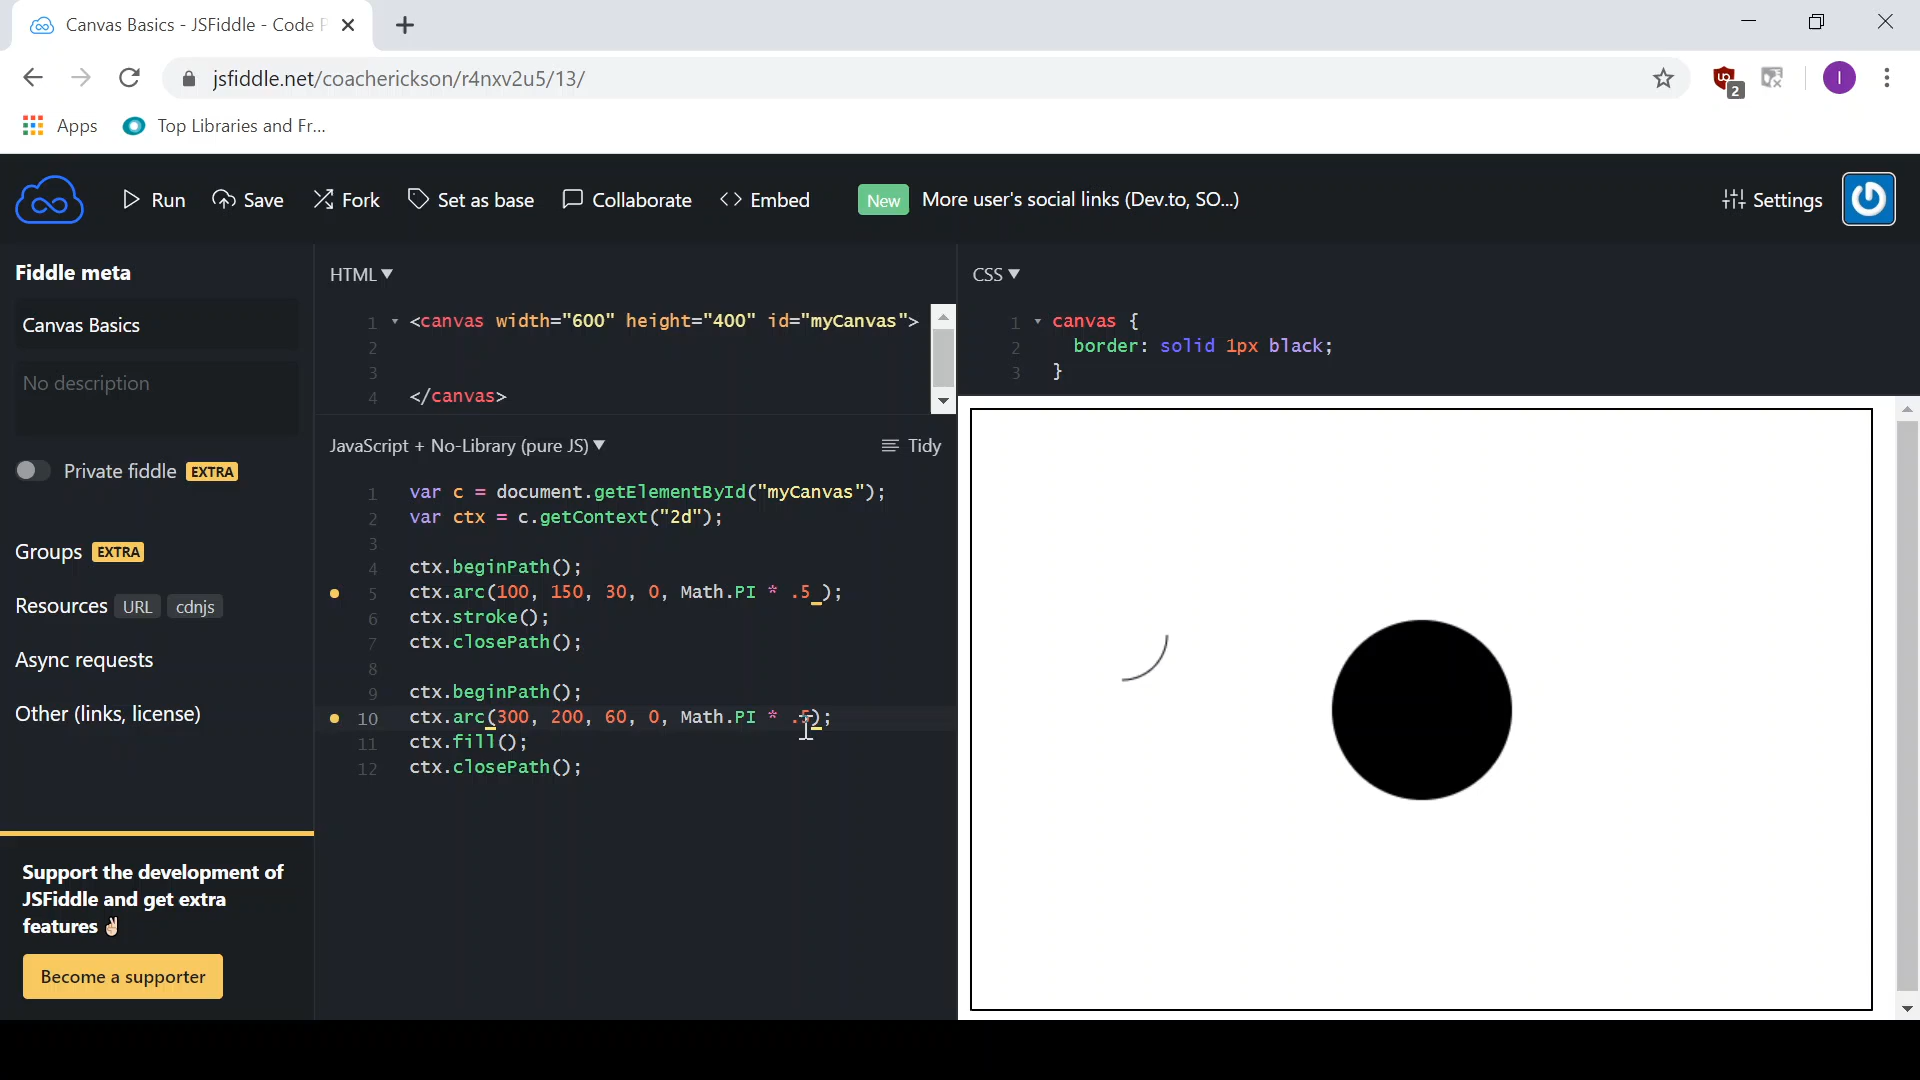 Canvas Basics - JSFiddle - Code P
jsfiddle.net/coacherickson/r4nxv2u5/13/
2
I
Apps
Top Libraries and Fr...
Run
Save
Fork
Set as base
Collaborate
Embed
New
More user's social links (Dev.to, SO...)
Settings
Fiddle meta
Canvas Basics
No description
Private fiddle EXTRA
Groups EXTRA
Resources URL cdnjs
Async requests
Other (links, license)
Support the development of
JSFiddle and get extra
features ✌🏻
Become a supporter
HTML▼
1 <canvas width="600" height="400" id="myCanvas">
2
3
4 </canvas>
CSS▼
1 canvas {
2 border: solid 1px black;
3 }
JavaScript + No-Library (pure JS)▼
Tidy
1 var c = document.getElementById("myCanvas");
2 var ctx = c.getContext("2d");
3
4 ctx.beginPath();
5 ctx.arc(100, 150, 30, 0, Math.PI * .5 );
6 ctx.stroke();
7 ctx.closePath();
8
9 ctx.beginPath();
10 ctx.arc(300, 200, 60, 0, Math.PI * .5);
11 ctx.fill();
12 ctx.closePath();